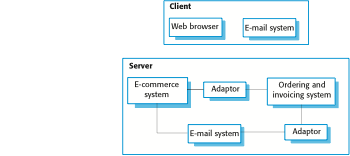 Client
Web browser
E-mail system
Server
E-commerce
system
Adaptor
Ordering and
invoicing system
E-mail system
Adaptor